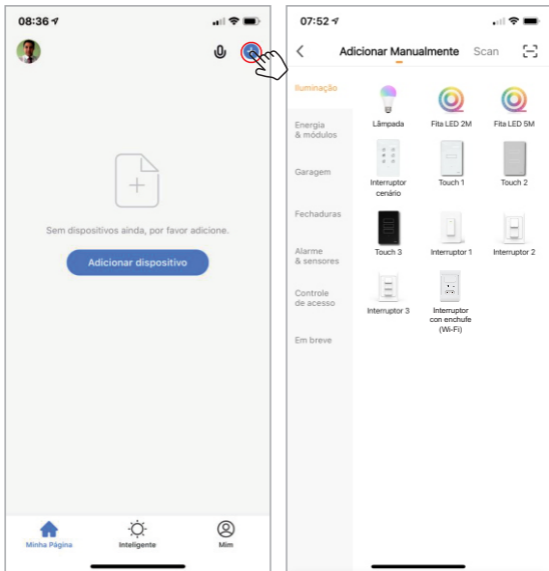 08:36
Sem dispositivos ainda, por favor adicione.
Adicionar dispositivo
Minha Página
Inteligente
Mim
07:52
Adicionar Manualmente
Scan
Iluminação
Energia
& módulos
Garagem
Fechaduras
Alarme
& sensores
Controle
de acesso
Em breve
Lâmpada
Fita LED 2M
Fita LED 5M
Interruptor
cenário
Touch 1
Touch 2
Touch 3
Interruptor 1
Interruptor 2
Interruptor 3
Interruptor
con enchufe
(Wi-Fi)